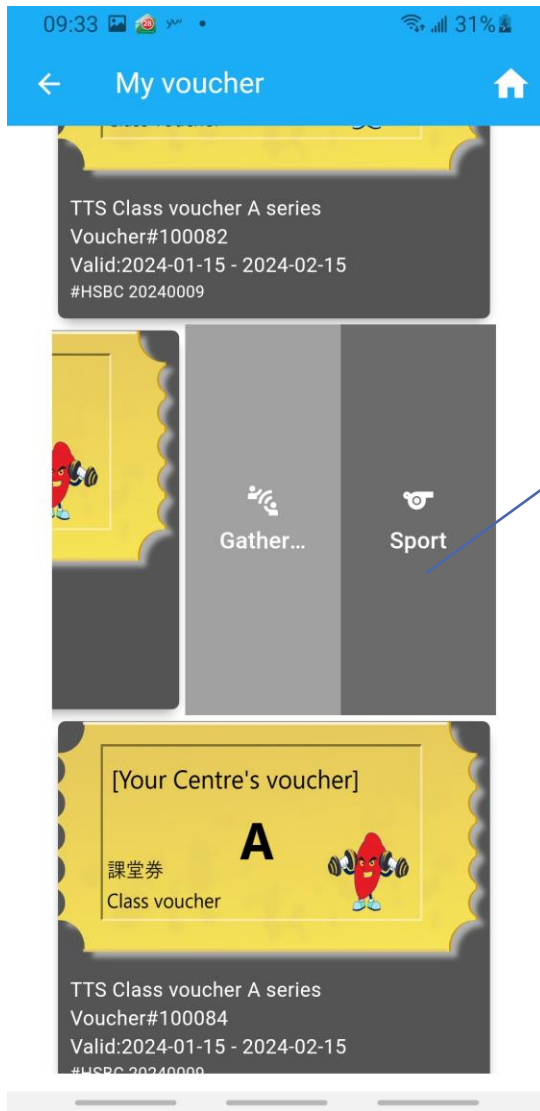 09:33
31%
My voucher
TTS Class voucher A series
Voucher#100082
Valid:2024-01-15 - 2024-02-15
#HSBC 20240009
Gather...
Sport
[Your Centre's voucher]
A
課堂券
Class voucher
TTS Class voucher A series
Voucher#100084
Valid:2024-01-15 - 2024-02-15
#HSBC 20240009